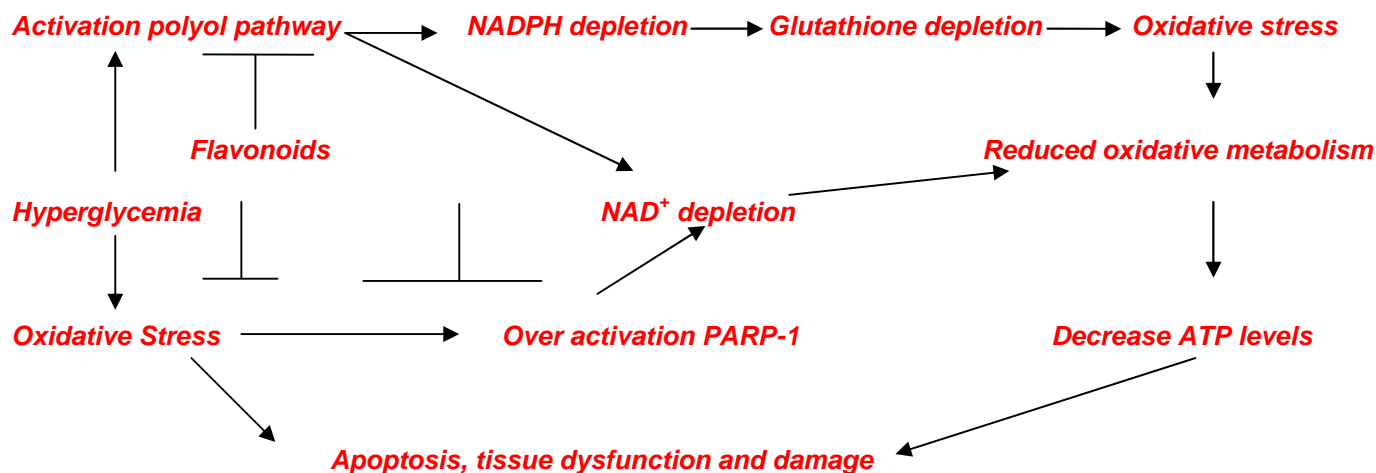 Activation polyol pathway NADPH depletion Glutathione depletion Oxidative stress
Flavonoids Reduced oxidative metabolism
Hyperglycemia NAD⁺ depletion
Oxidative Stress Over activation PARP-1 Decrease ATP levels
Apoptosis, tissue dysfunction and damage